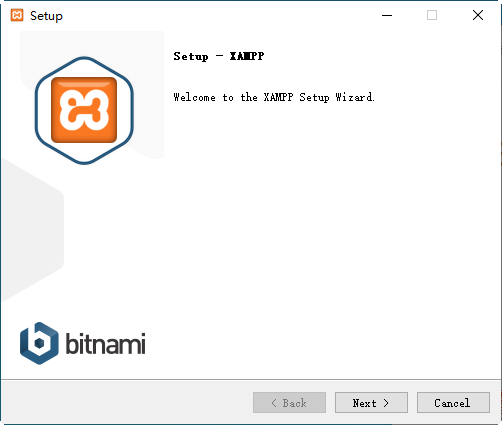 Setup
Setup - XAMPP
Welcome to the XAMPP Setup Wizard.
bitnami
< Back
Next >
Cancel